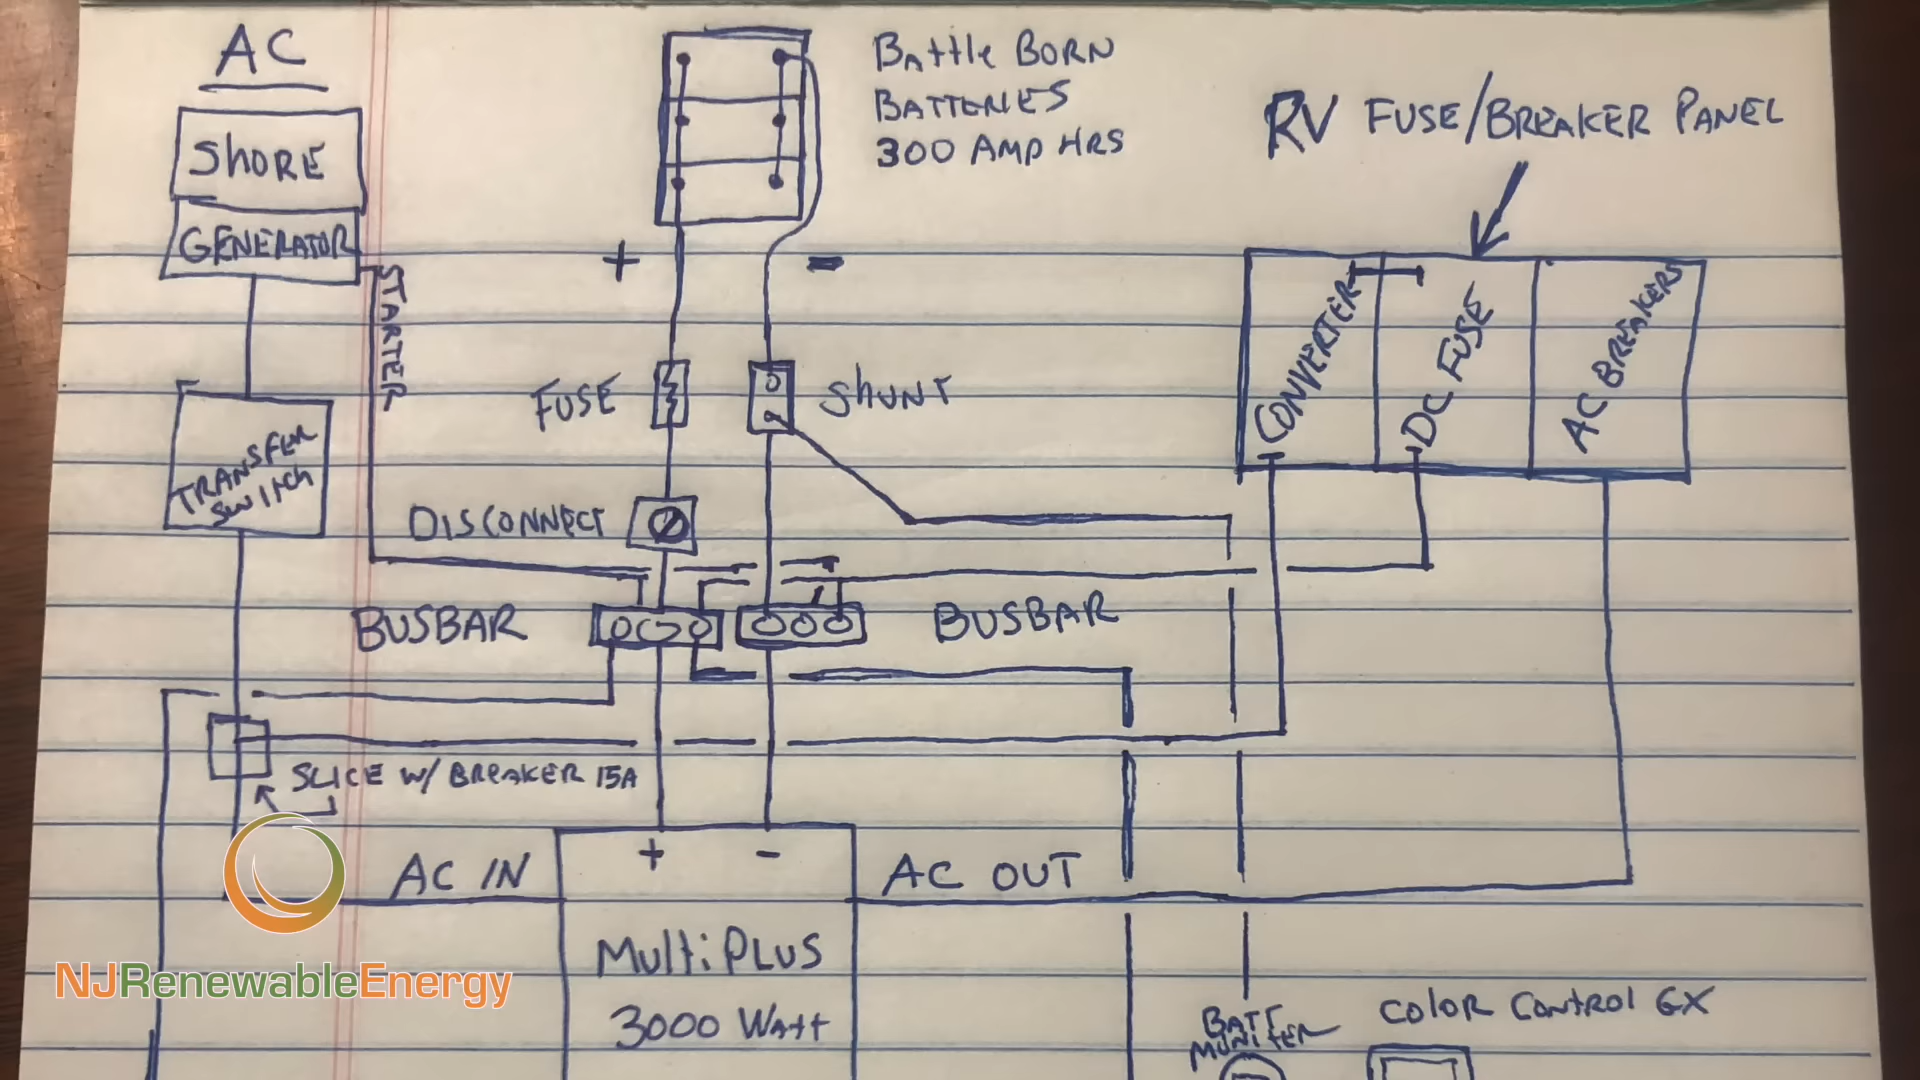 AC
SHORE
GENERATOR
STARTER
TRANSFER
SWITCH
Battle BORN
BATTERIES
300 AMP HRS
RV FUSE/BREAKER PANEL
+
-
FUSE
SHUNT
DISCONNECT
BUSBAR
BUSBAR
CONVERTER
DC FUSE
AC BREAKERS
SLICE W/ BREAKER 15A
AC IN
+
-
AC OUT
MultiPLUS
3000 Watt
BATT
MONITER
COLOR CONTROL GX
NJRenewableEnergy